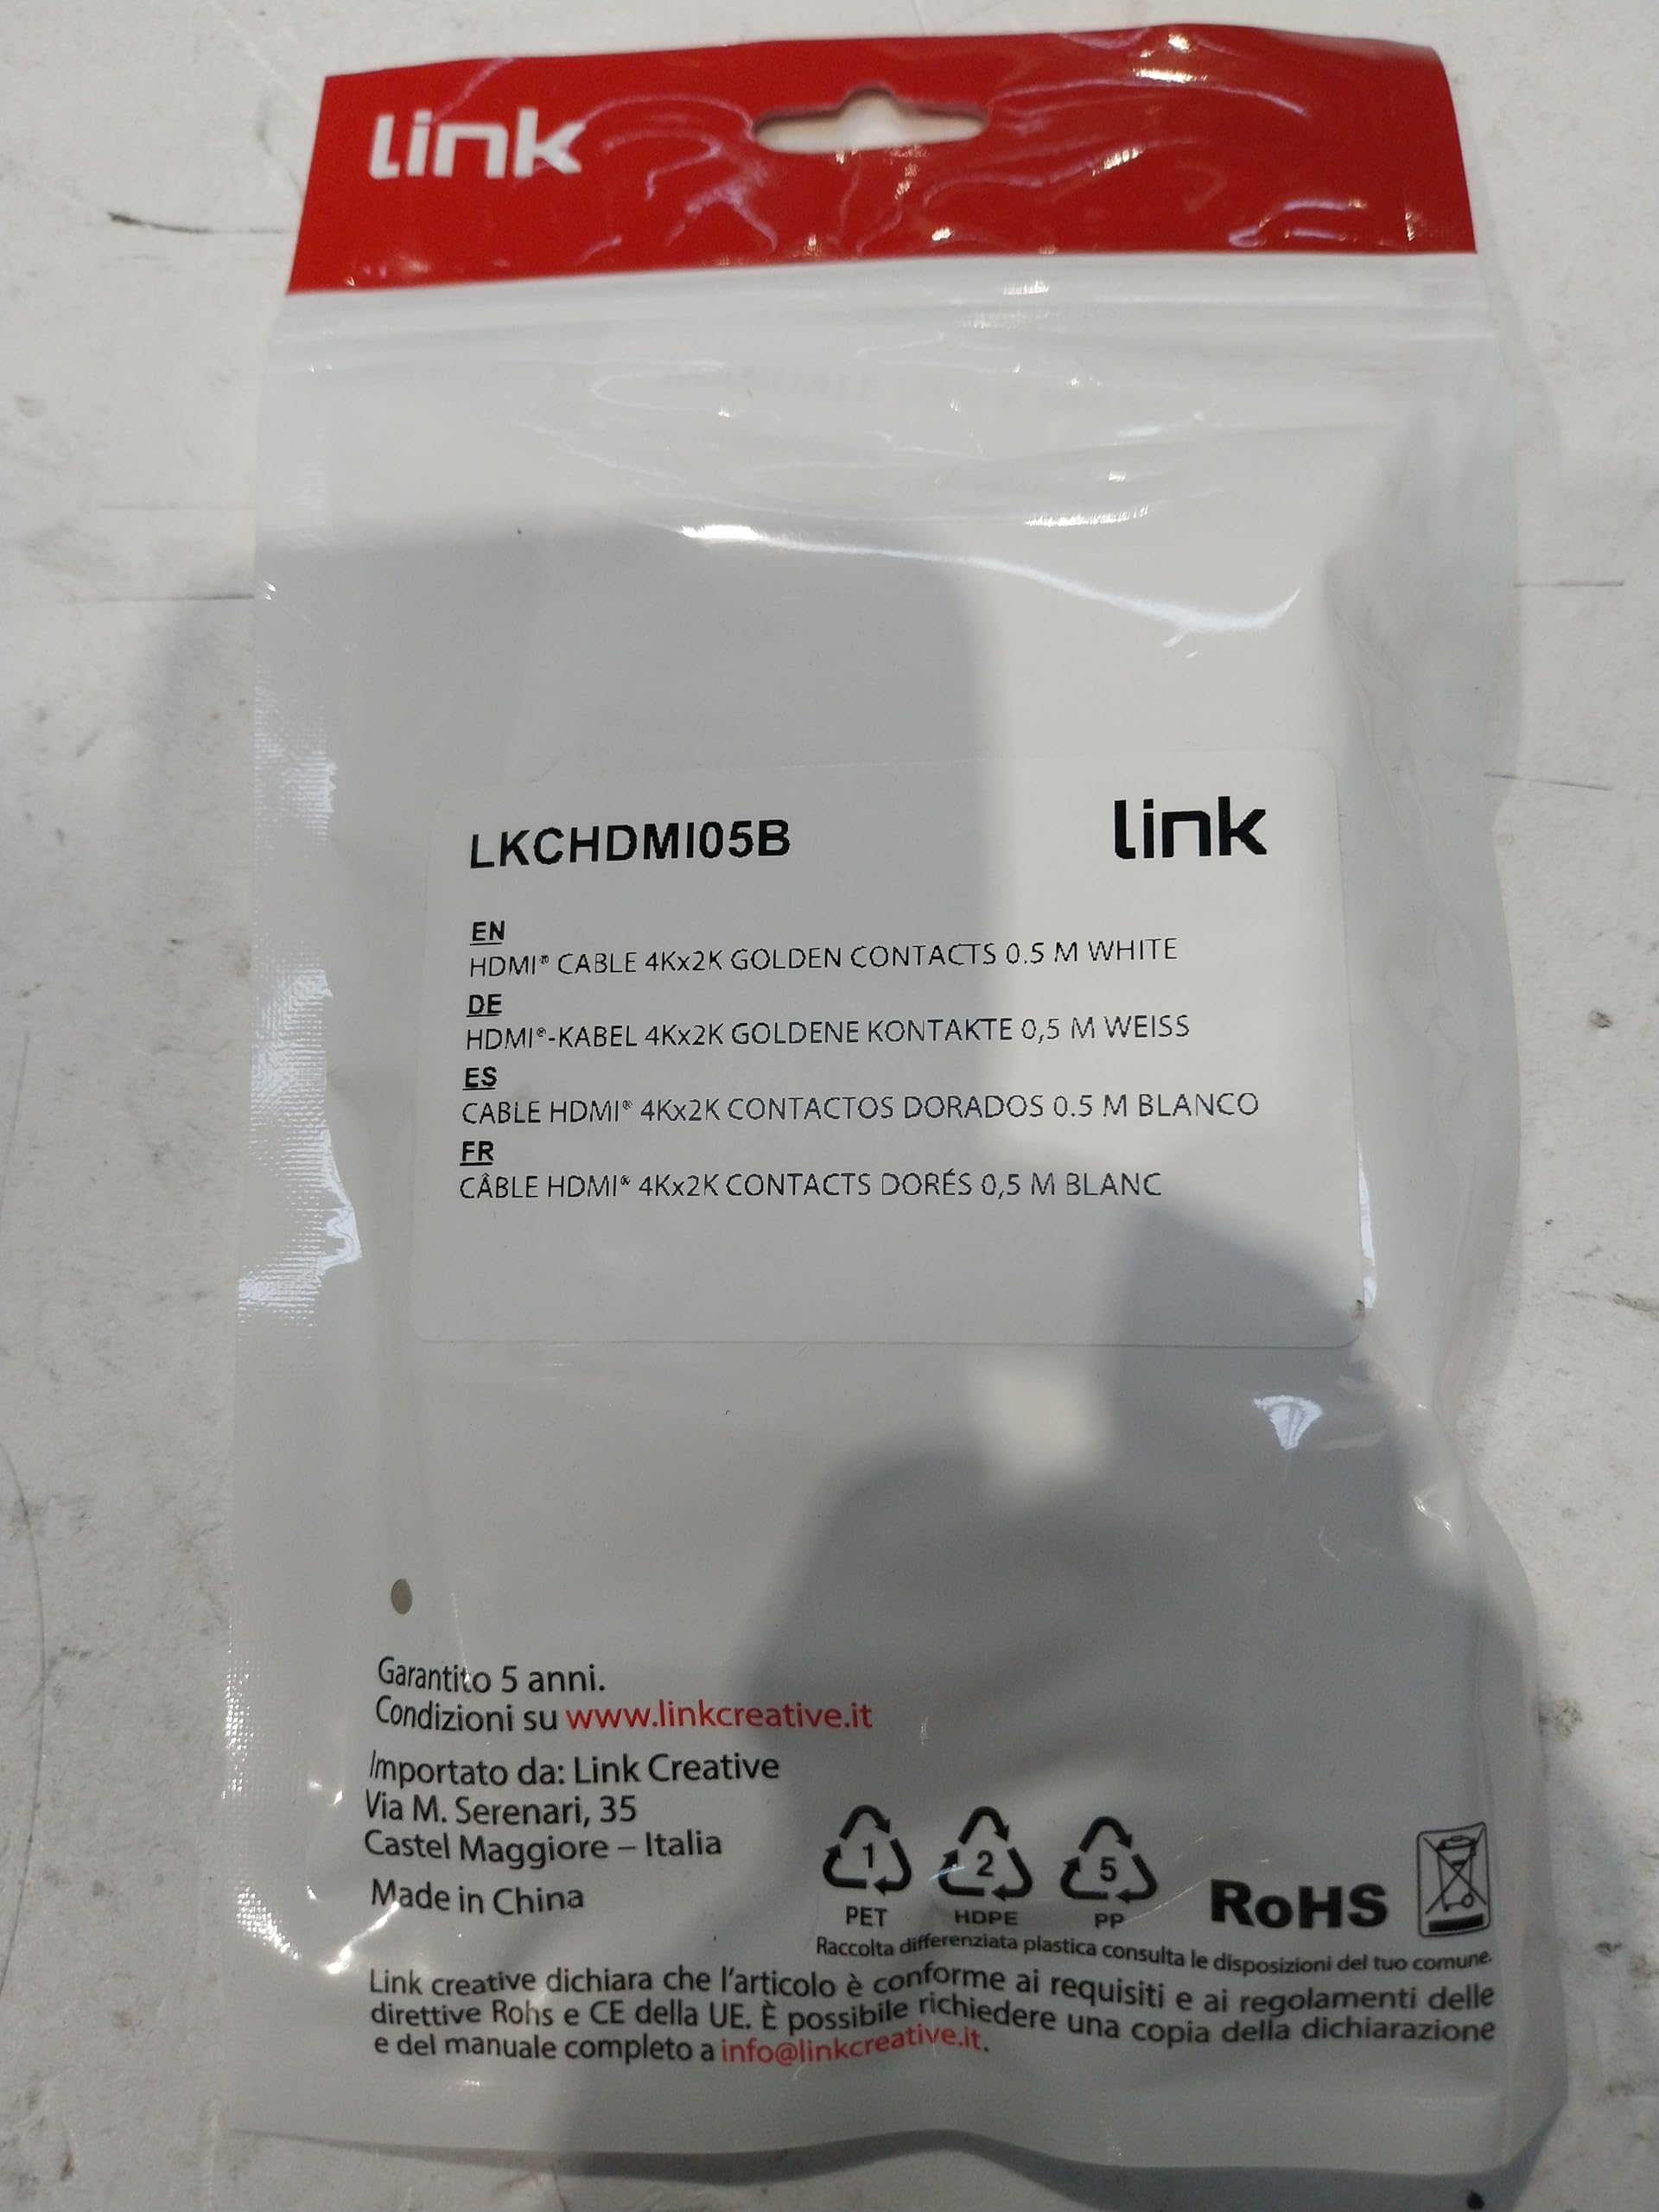 link
LKCHDMI05B
link
EN
HDMI® CABLE 4Kx2K GOLDEN CONTACTS 0.5 M WHITE
DE
HDMI®-KABEL 4Kx2K GOLDENE KONTAKTE 0,5 M WEISS
ES
CABLE HDMI® 4Kx2K CONTACTOS DORADOS 0.5 M BLANCO
FR
CÂBLE HDMI® 4Kx2K CONTACTS DORÉS 0,5 M BLANC
Garantito 5 anni.
Condizioni su www.linkcreative.it
Importato da: Link Creative
Via M. Serenari, 35
Castel Maggiore – Italia
Made in China
1 2 5
PET HDPE PP
RoHS
Raccolta differenziata plastica consulta le disposizioni del tuo comune.
Link creative dichiara che l'articolo è conforme ai requisiti e ai regolamenti delle
direttive Rohs e CE della UE. È possibile richiedere una copia della dichiarazione
e del manuale completo a info@linkcreative.it.